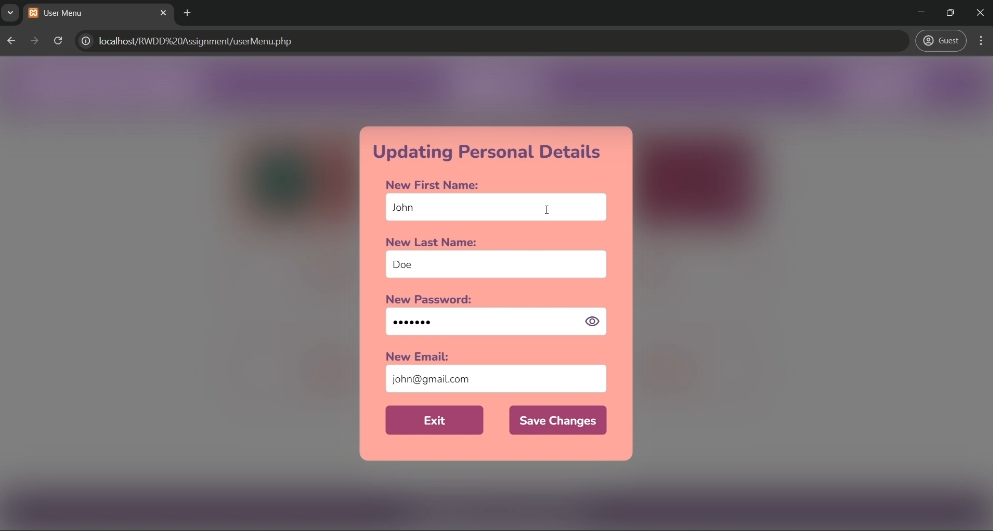 User Menu
localhost/RWDD%20Assignment/userMenu.php
Guest
Updating Personal Details
New First Name:
John
New Last Name:
Doe
New Password:
•••••••
New Email:
john@gmail.com
Exit
Save Changes